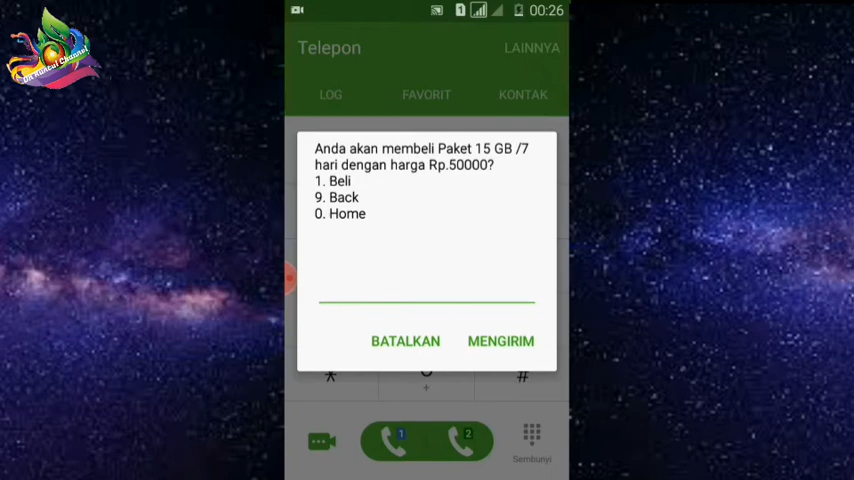 1
00:26
Telepon
LAINNYA
LOG
FAVORIT
KONTAK
Anda akan membeli Paket 15 GB /7
hari dengan harga Rp.50000?
1. Beli
9. Back
0. Home
BATALKAN
MENGIRIM
*
+
#
1
2
Sembunyi